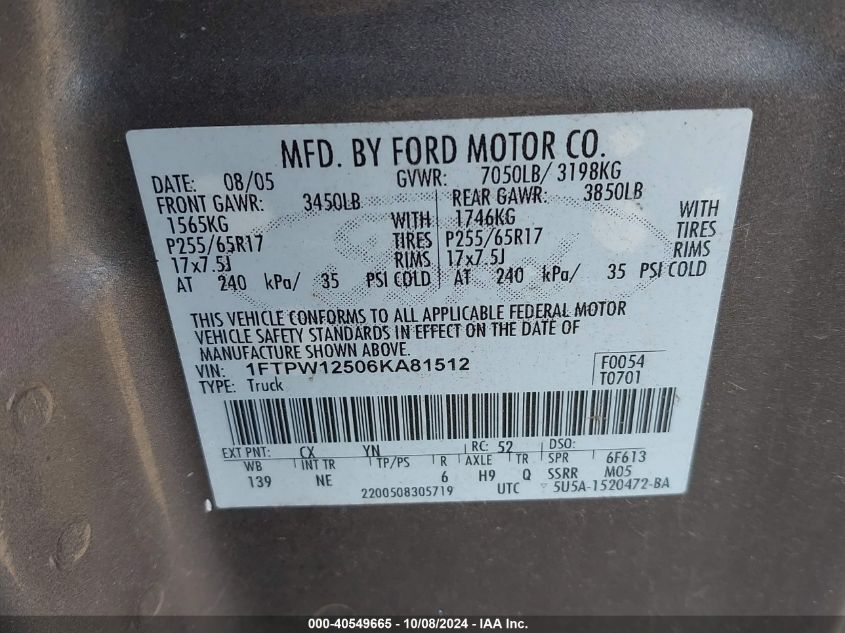 MFD. BY FORD MOTOR CO.
DATE: 08/05 GVWR: 7050LB/ 3198KG
FRONT GAWR: 3450LB REAR GAWR: 3850LB
1565KG WITH 1746KG WITH
P255/65R17 TIRES P255/65R17 TIRES
17x7.5J RIMS 17x7.5J RIMS
AT 240 kPa/ 35 PSI COLD AT 240 kPa/ 35 PSI COLD
THIS VEHICLE CONFORMS TO ALL APPLICABLE FEDERAL MOTOR
VEHICLE SAFETY STANDARDS IN EFFECT ON THE DATE OF
MANUFACTURE SHOWN ABOVE.
VIN: 1FTPW12506KA81512 F0054
TYPE: Truck T0701
EXT PNT: CX YN RC: 52 DSO:
WB INT TR TP/PS R AXLE TR SPR 6F613
139 NE 6 H9 Q SSRR M05
2200508305719 UTC 5U5A-1520472-BA
000-40549665 - 10/08/2024 - IAA Inc.